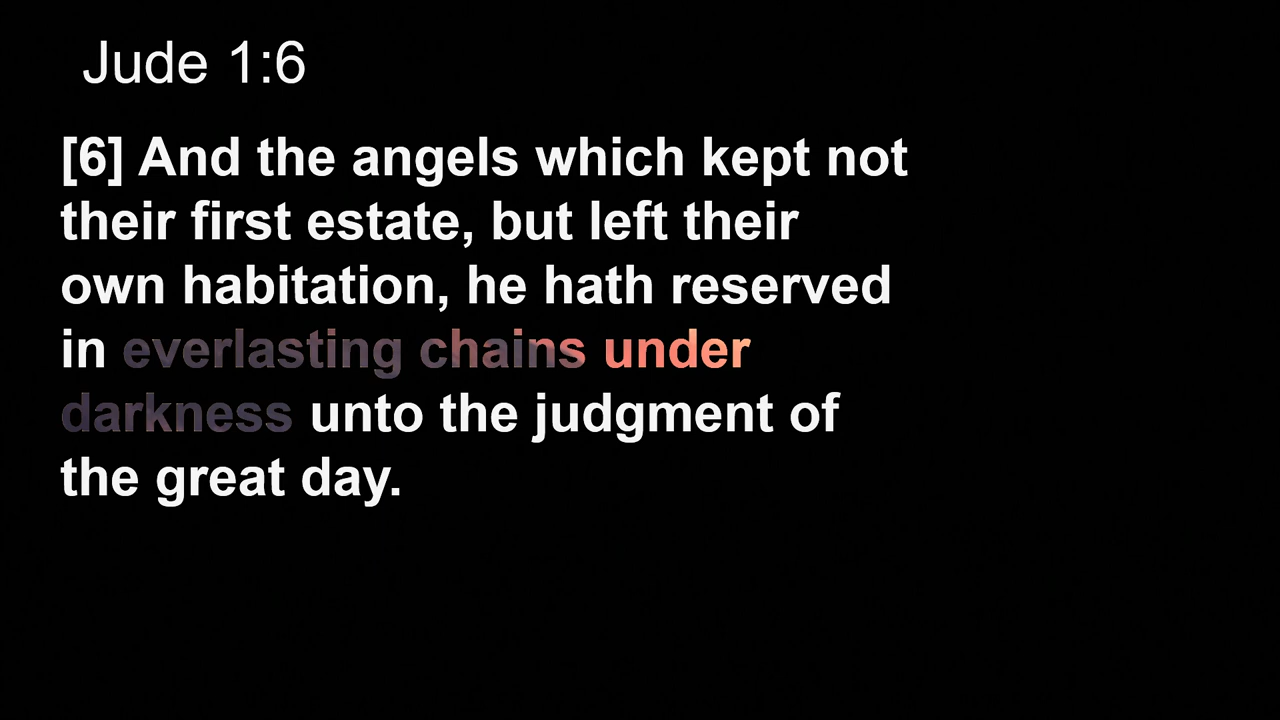 Jude 1:6
[6] And the angels which kept not
their first estate, but left their
own habitation, he hath reserved
in everlasting chains under
darkness unto the judgment of
the great day.